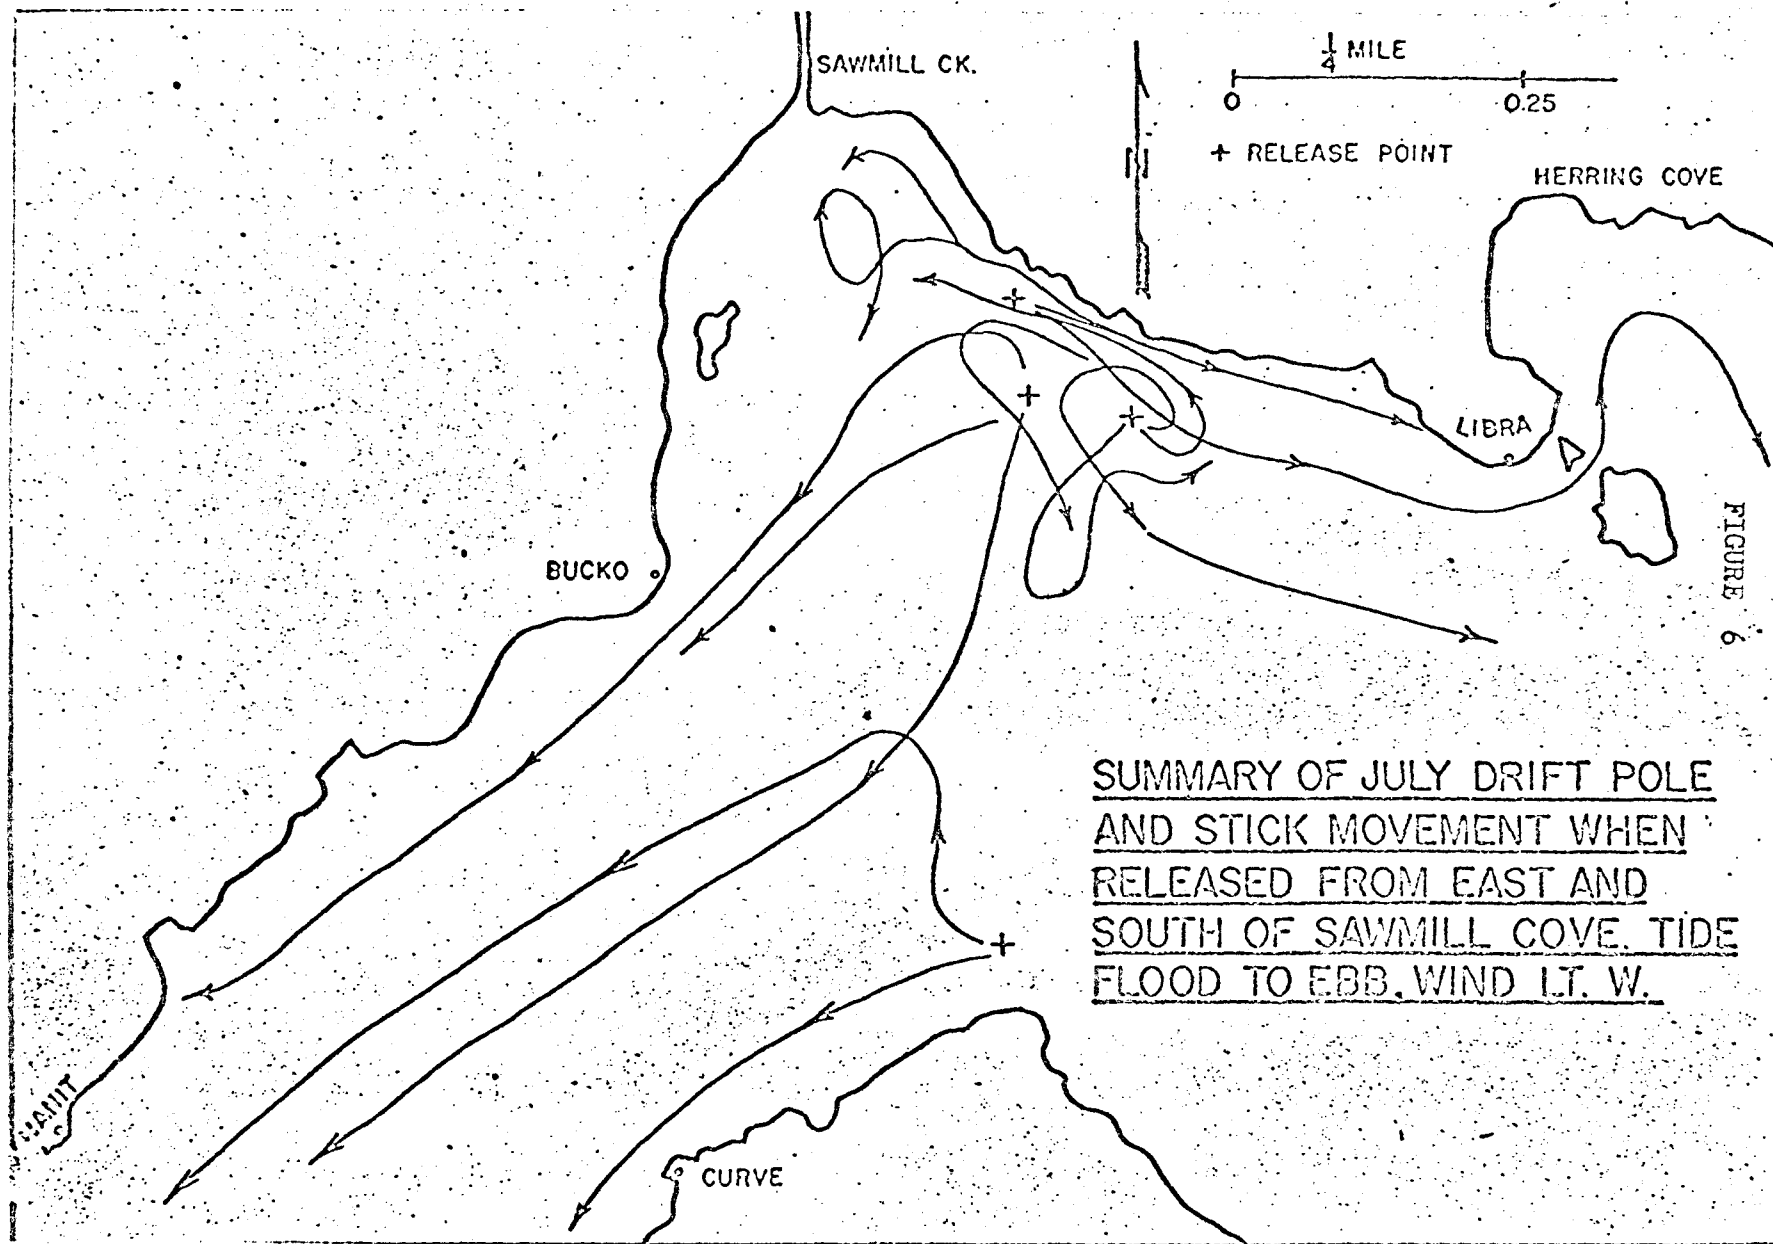 SAWMILL CK.
1/4 MILE
0 0.25
+ RELEASE POINT
N
HERRING COVE
LIBRA
BUCKO
FIGURE 6
SUMMARY OF JULY DRIFT POLE
AND STICK MOVEMENT WHEN
RELEASED FROM EAST AND
SOUTH OF SAWMILL COVE. TIDE
FLOOD TO EBB, WIND LT. W.
CURVE